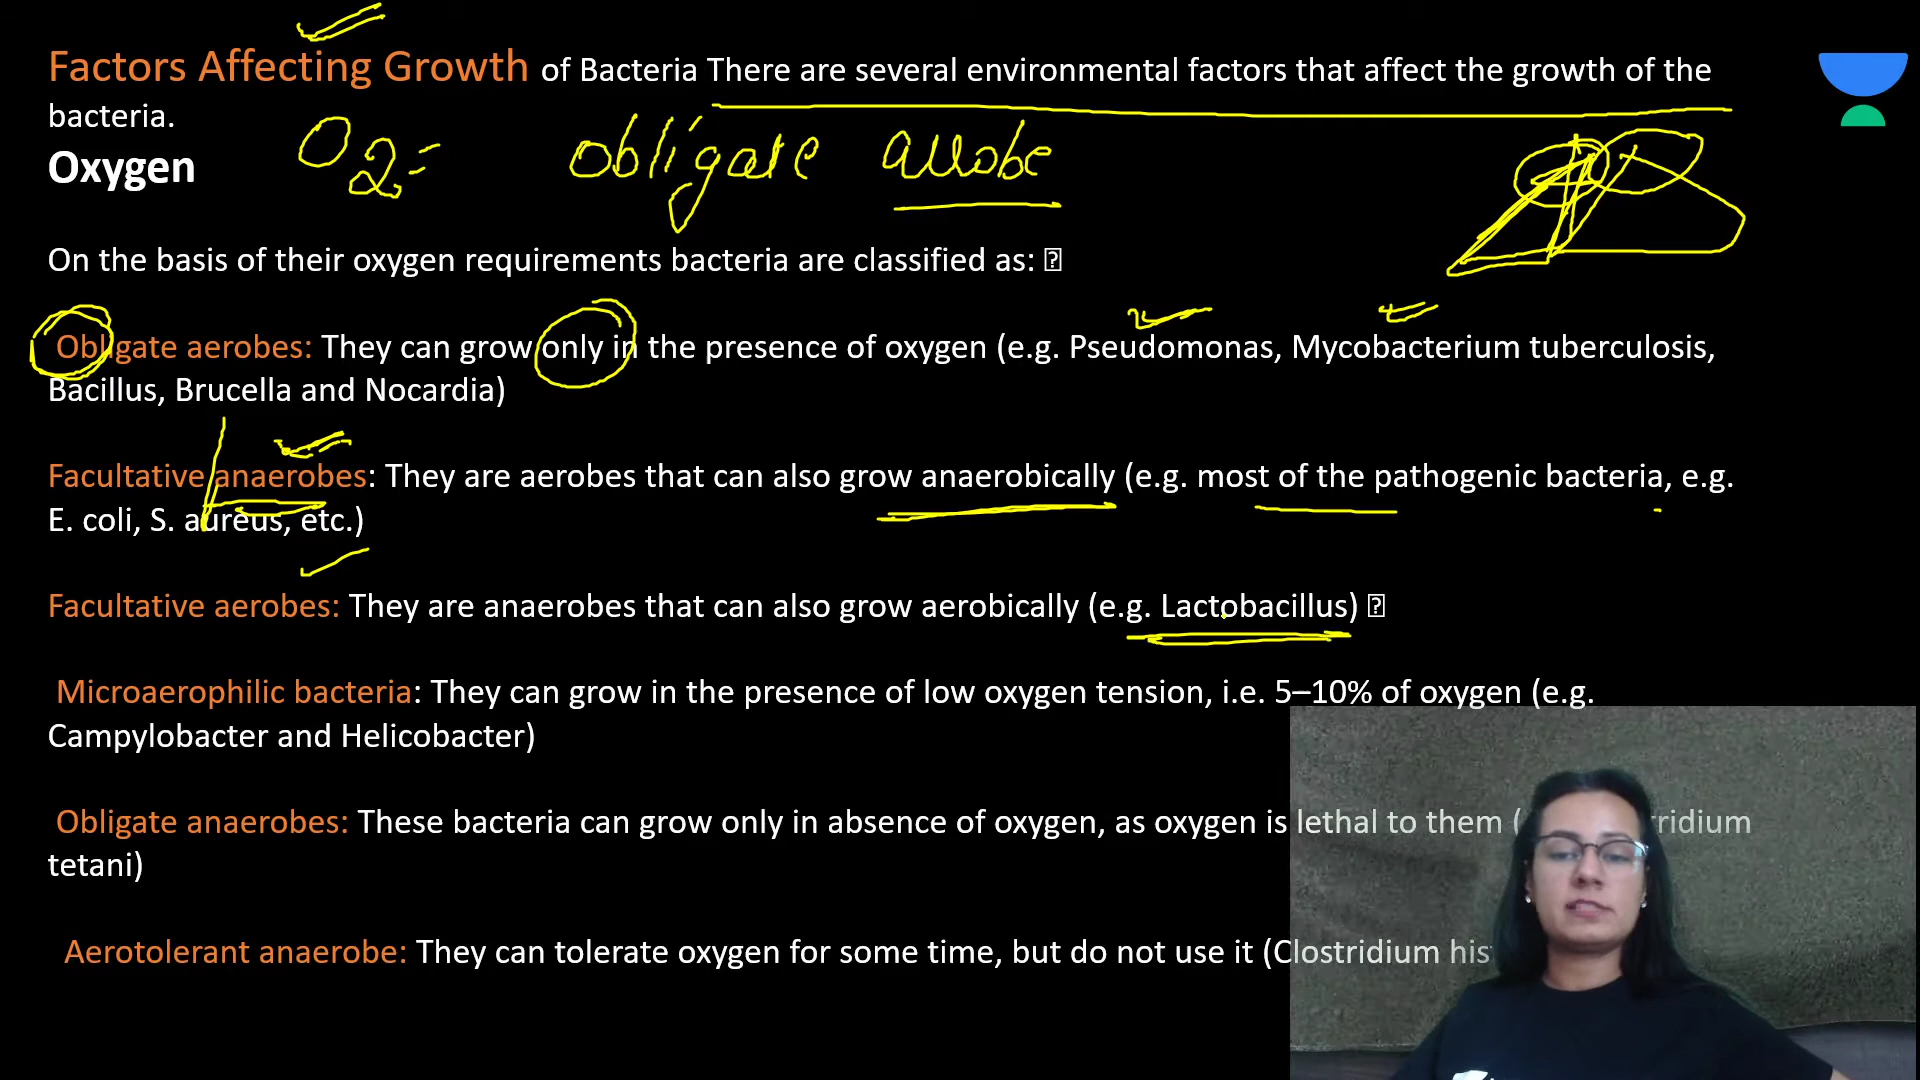 Factors Affecting Growth of Bacteria There are several environmental factors that affect the growth of the
bacteria.
O2= obligate aerobe
Oxygen
On the basis of their oxygen requirements bacteria are classified as:
Obligate aerobes: They can grow only in the presence of oxygen (e.g. Pseudomonas, Mycobacterium tuberculosis,
Bacillus, Brucella and Nocardia)
Facultative anaerobes: They are aerobes that can also grow anaerobically (e.g. most of the pathogenic bacteria, e.g.
E. coli, S. aureus, etc.)
Facultative aerobes: They are anaerobes that can also grow aerobically (e.g. Lactobacillus)
Microaerophilic bacteria: They can grow in the presence of low oxygen tension, i.e. 5–10% of oxygen (e.g.
Campylobacter and Helicobacter)
Obligate anaerobes: These bacteria can grow only in absence of oxygen, as oxygen is lethal to them (
tetani)
Aerotolerant anaerobe: They can tolerate oxygen for some time, but do not use it (Clostridium